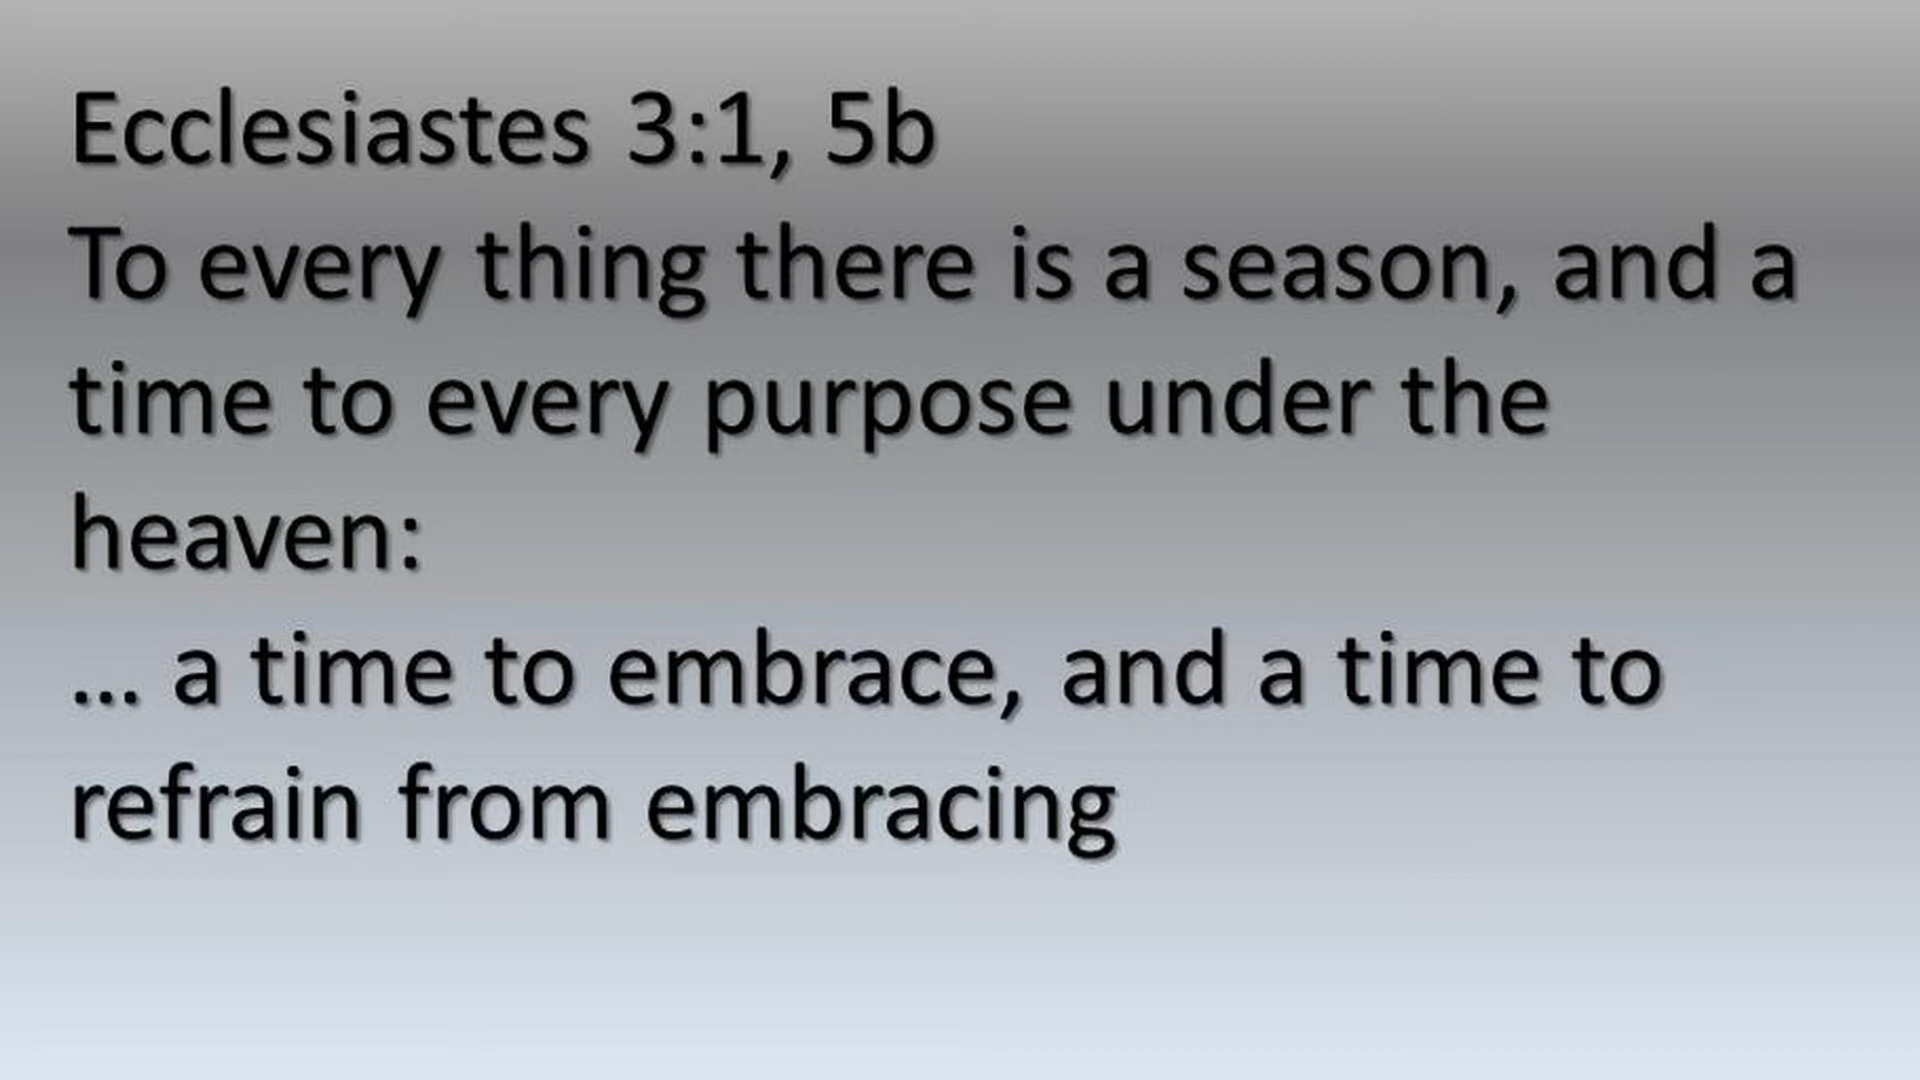 Ecclesiastes 3:1, 5b
To every thing there is a season, and a
time to every purpose under the
heaven:
... a time to embrace, and a time to
refrain from embracing